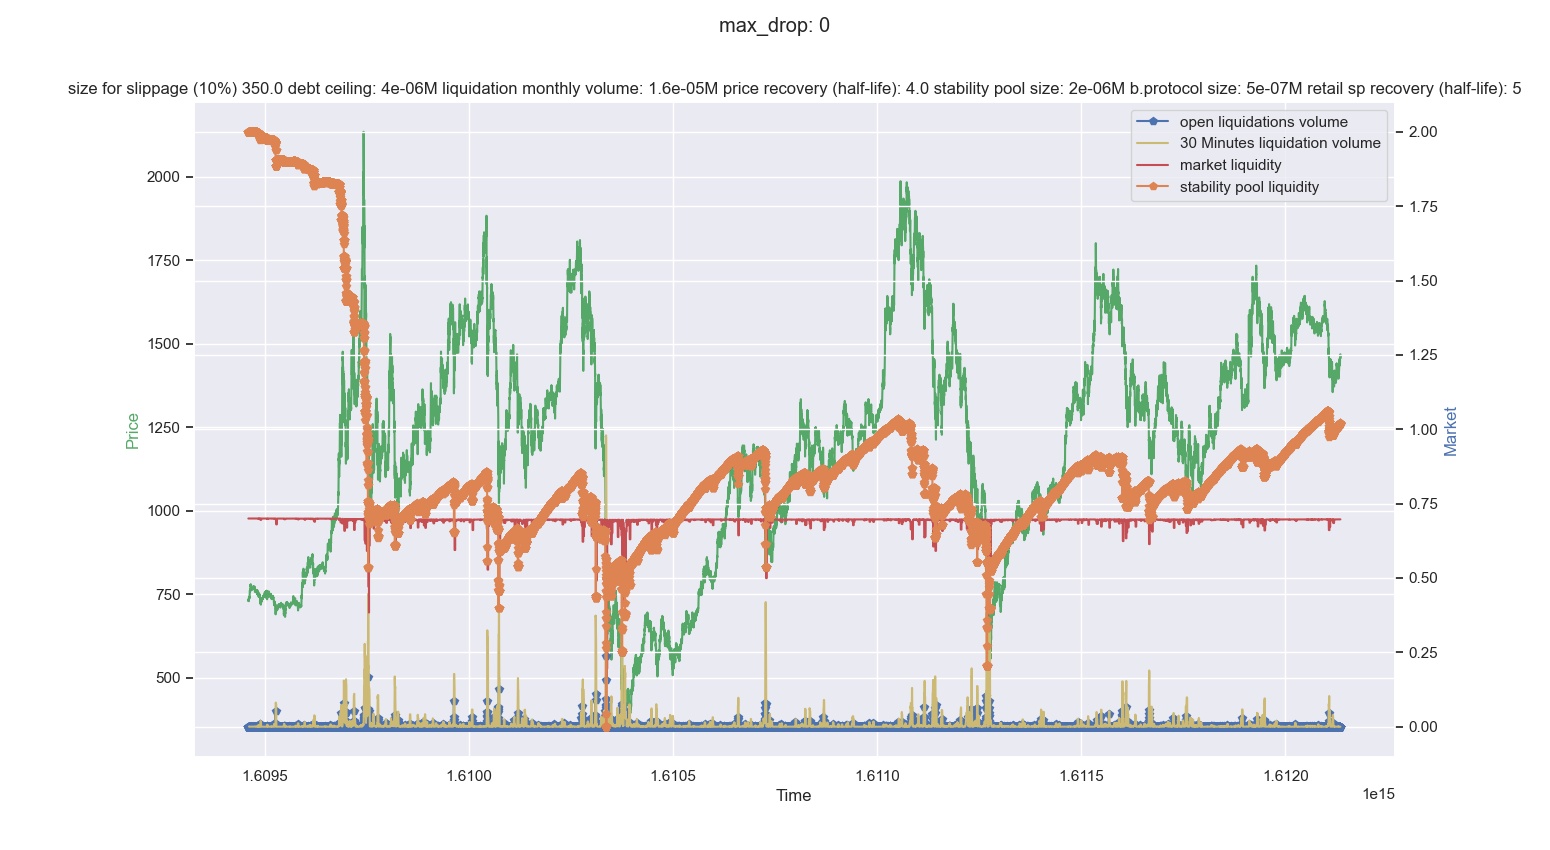 max_drop: 0
size for slippage (10%) 350.0 debt ceiling: 4e-06M liquidation monthly volume: 1.6e-05M price recovery (half-life): 4.0 stability pool size: 2e-06M b.protocol size: 5e-07M retail sp recovery (half-life): 5
open liquidations volume
30 Minutes liquidation volume
market liquidity
stability pool liquidity
2000
1750
1500
1250
1000
750
500
Price
2.00
1.75
1.50
1.25
1.00
0.75
0.50
0.25
0.00
Market
1.6095
1.6100
1.6105
1.6110
1.6115
1.6120
Time
1e15